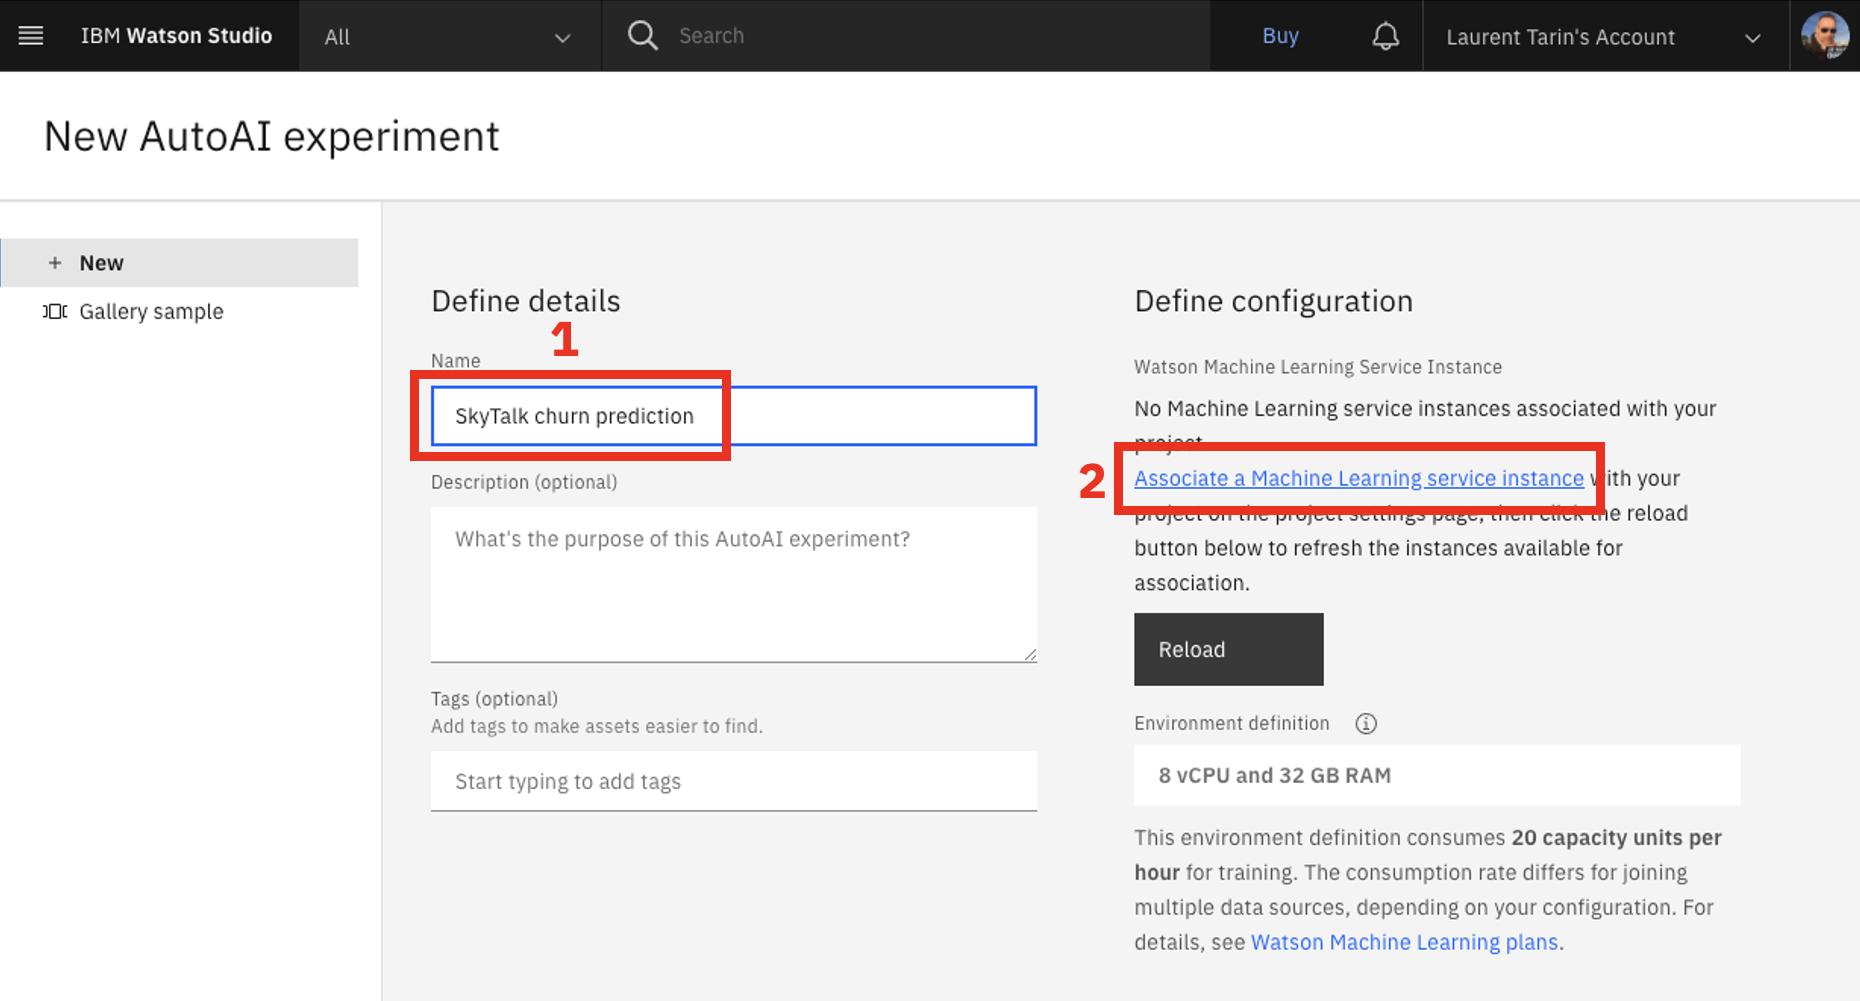 IBM Watson Studio
All
Search
Buy
Laurent Tarin's Account
New AutoAI experiment
+ New
Gallery sample
Define details
1
Name
SkyTalk churn prediction
Description (optional)
What's the purpose of this AutoAI experiment?
Tags (optional)
Add tags to make assets easier to find.
Start typing to add tags
Define configuration
Watson Machine Learning Service Instance
No Machine Learning service instances associated with your
project.
2
Associate a Machine Learning service instance with your
project on the project settings page, then click the reload
button below to refresh the instances available for
association.
Reload
Environment definition
8 vCPU and 32 GB RAM
This environment definition consumes 20 capacity units per
hour for training. The consumption rate differs for joining
multiple data sources, depending on your configuration. For
details, see Watson Machine Learning plans.